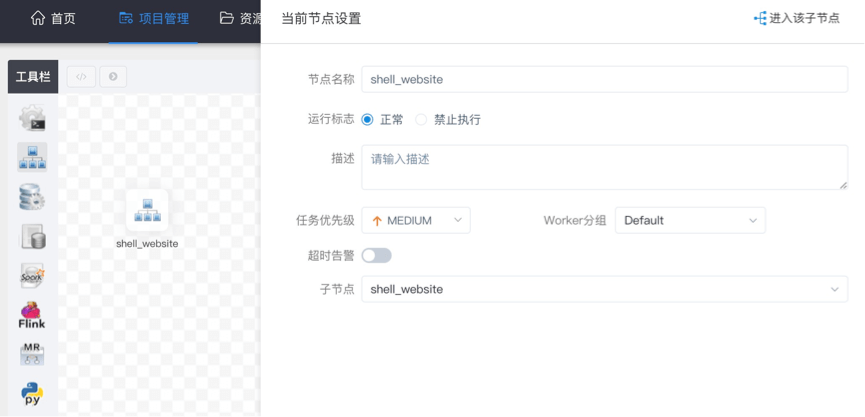 首页
项目管理
资源
当前节点设置
进入该子节点
工具栏
节点名称 shell_website
运行标志 正常 禁止执行
描述 请输入描述
shell_website
任务优先级 MEDIUM Worker分组 Default
超时告警
子节点 shell_website
Spark
Flink
MR
py